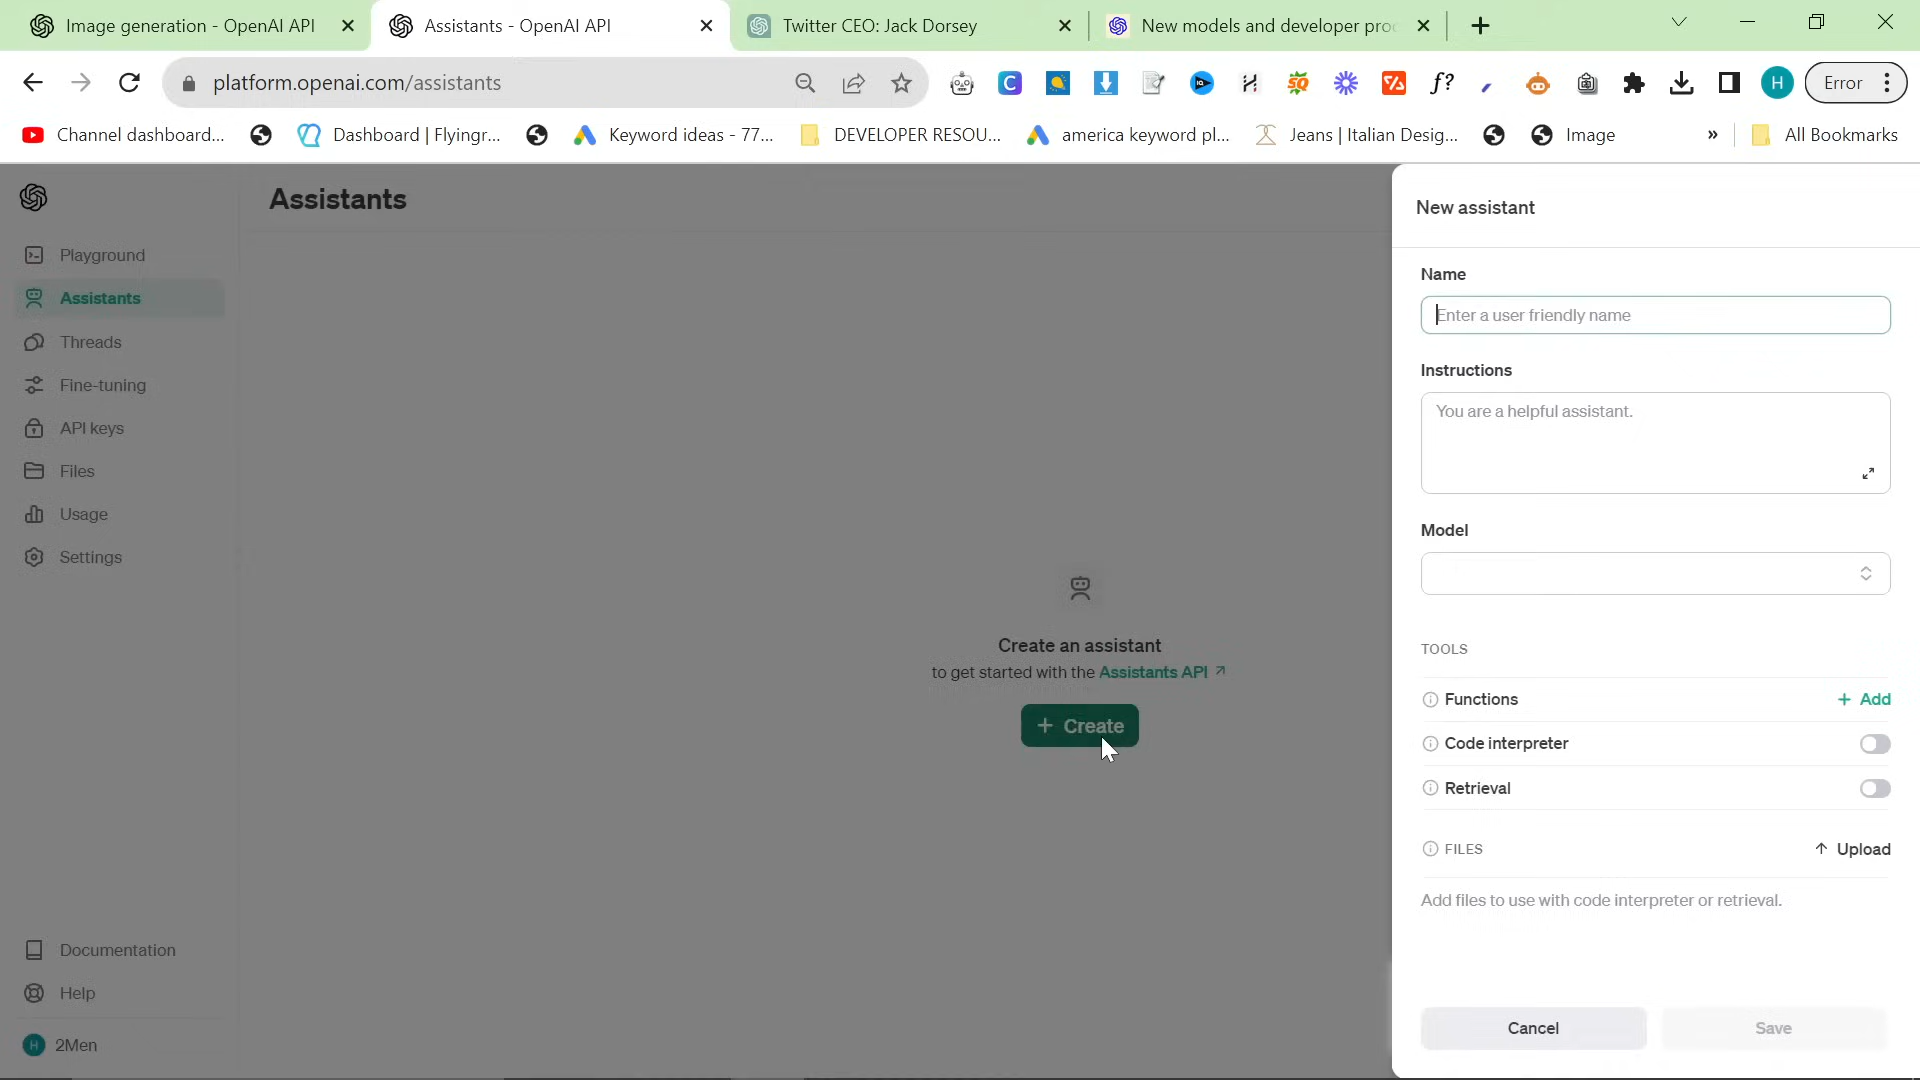 Image generation - OpenAI API
Assistants - OpenAI API
Twitter CEO: Jack Dorsey
New models and developer proc
platform.openai.com/assistants
H
Error
Channel dashboard...
Dashboard | Flyingr...
Keyword ideas - 77...
DEVELOPER RESOU...
america keyword pl...
Jeans | Italian Desig...
Image
»
All Bookmarks
Assistants
Playground
Assistants
Threads
Fine-tuning
API keys
Files
Usage
Settings
Documentation
Help
H 2Men
Create an assistant
to get started with the Assistants API ↗
+ Create
New assistant
Name
Enter a user friendly name
Instructions
You are a helpful assistant.
Model
TOOLS
Functions
+ Add
Code interpreter
Retrieval
FILES
Upload
Add files to use with code interpreter or retrieval.
Cancel
Save